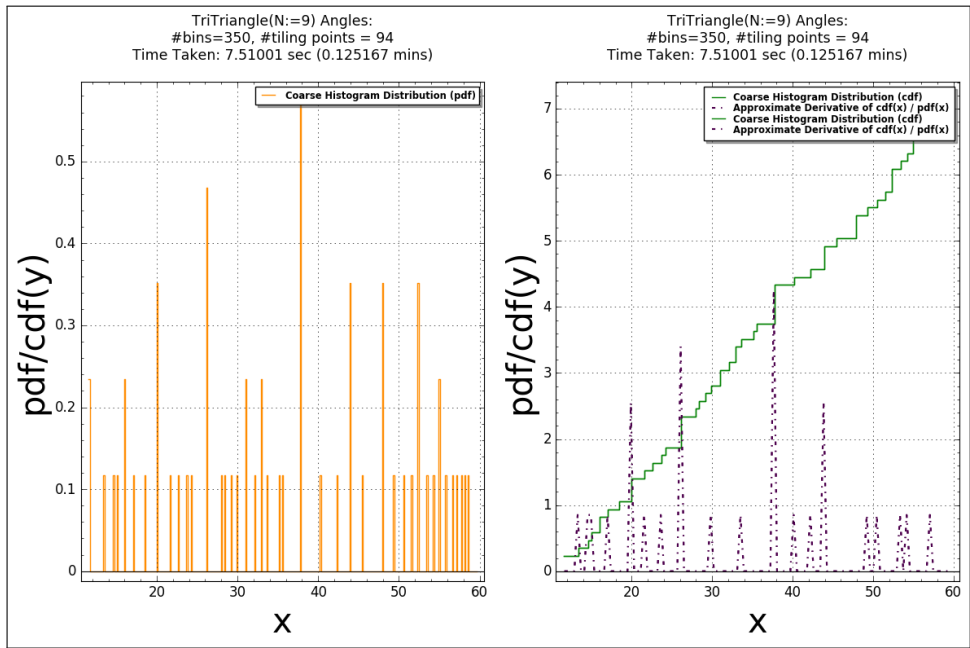 TriTriangle(N:=9) Angles:
#bins=350, #tiling points = 94
Time Taken: 7.51001 sec (0.125167 mins)
Coarse Histogram Distribution (pdf)
pdf/cdf(y)
0.5
0.4
0.3
0.2
0.1
0
20
30
40
50
60
x
TriTriangle(N:=9) Angles:
#bins=350, #tiling points = 94
Time Taken: 7.51001 sec (0.125167 mins)
Coarse Histogram Distribution (cdf)
Approximate Derivative of cdf(x) / pdf(x)
Coarse Histogram Distribution (cdf)
Approximate Derivative of cdf(x) / pdf(x)
pdf/cdf(y)
7
6
5
4
3
2
1
0
20
30
40
50
60
x